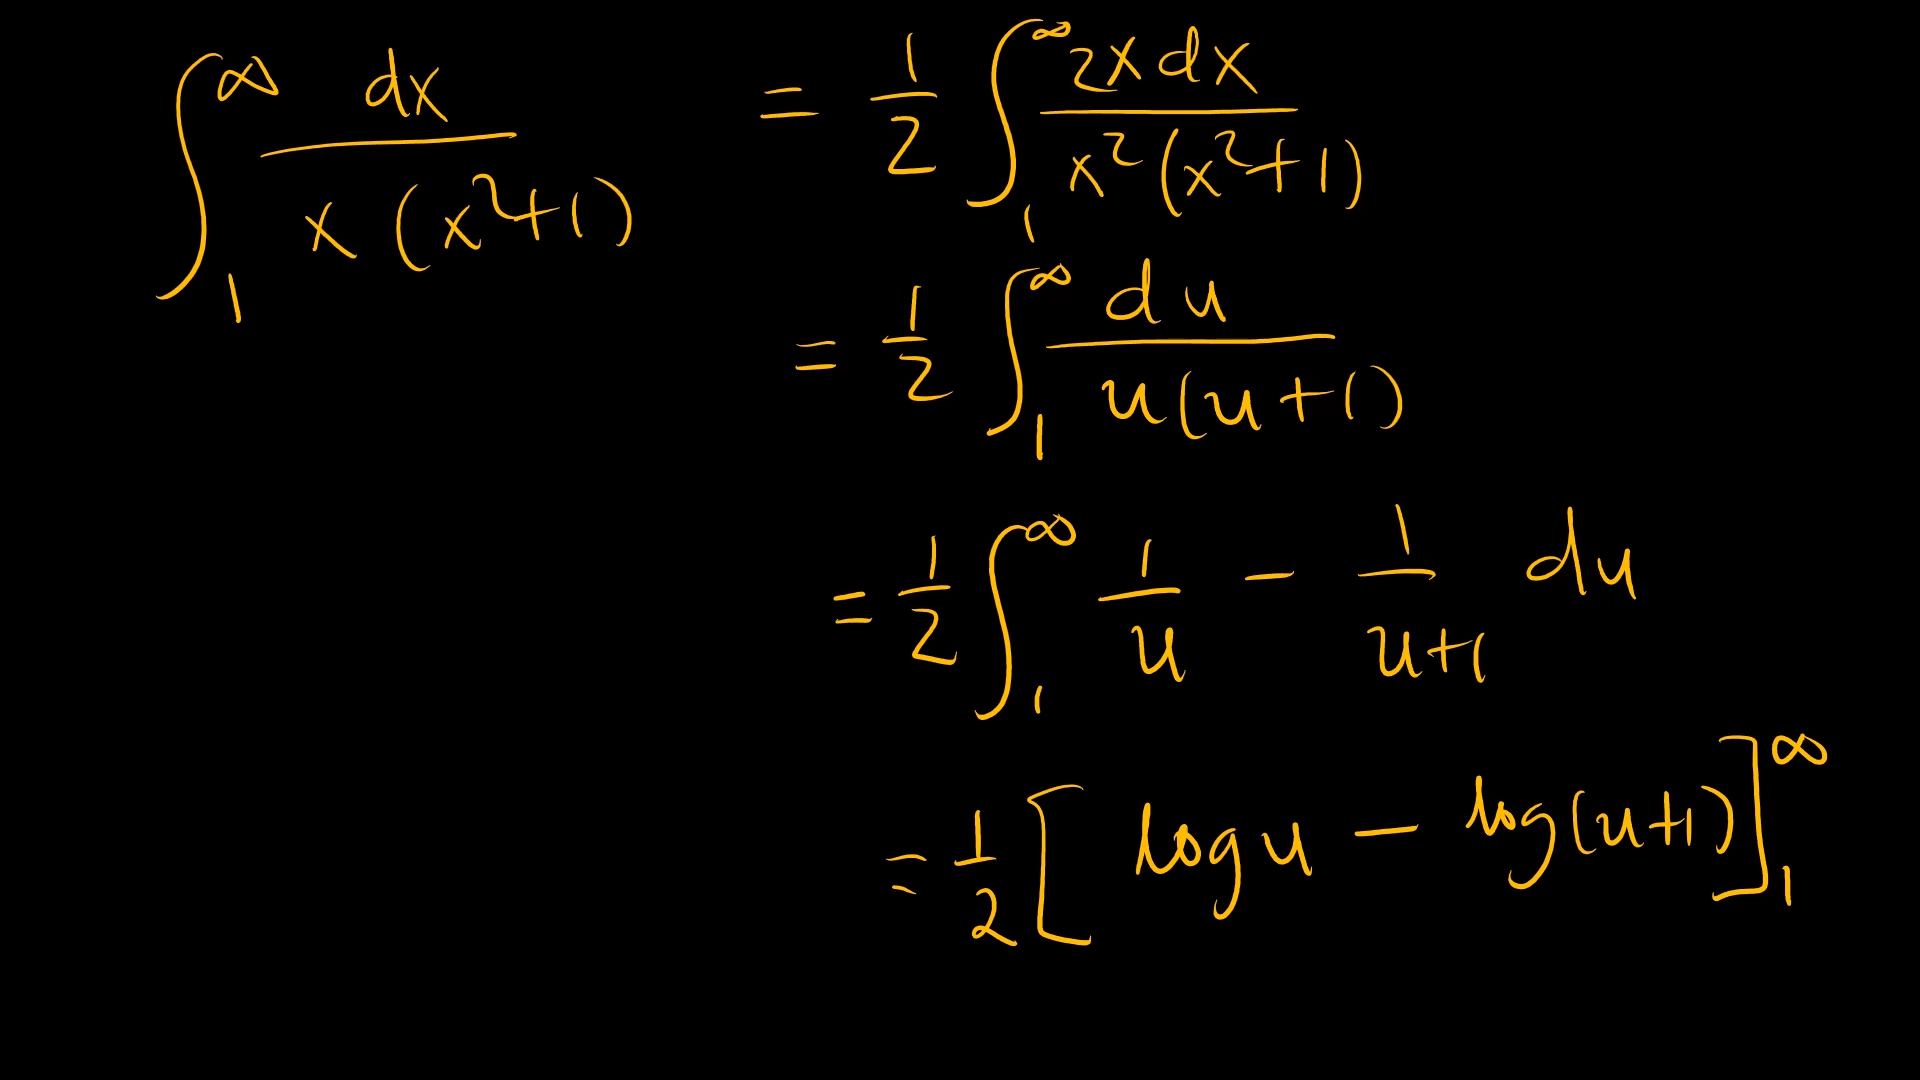 ∫₁^∞ dx / x(x²+1) = 1/2 ∫₁^∞ 2x dx / x²(x²+1)
= 1/2 ∫₁^∞ du / u(u+1)
= 1/2 ∫₁^∞ 1/u − 1/u+1 du
= 1/2 [ log u − log(u+1) ]₁^∞